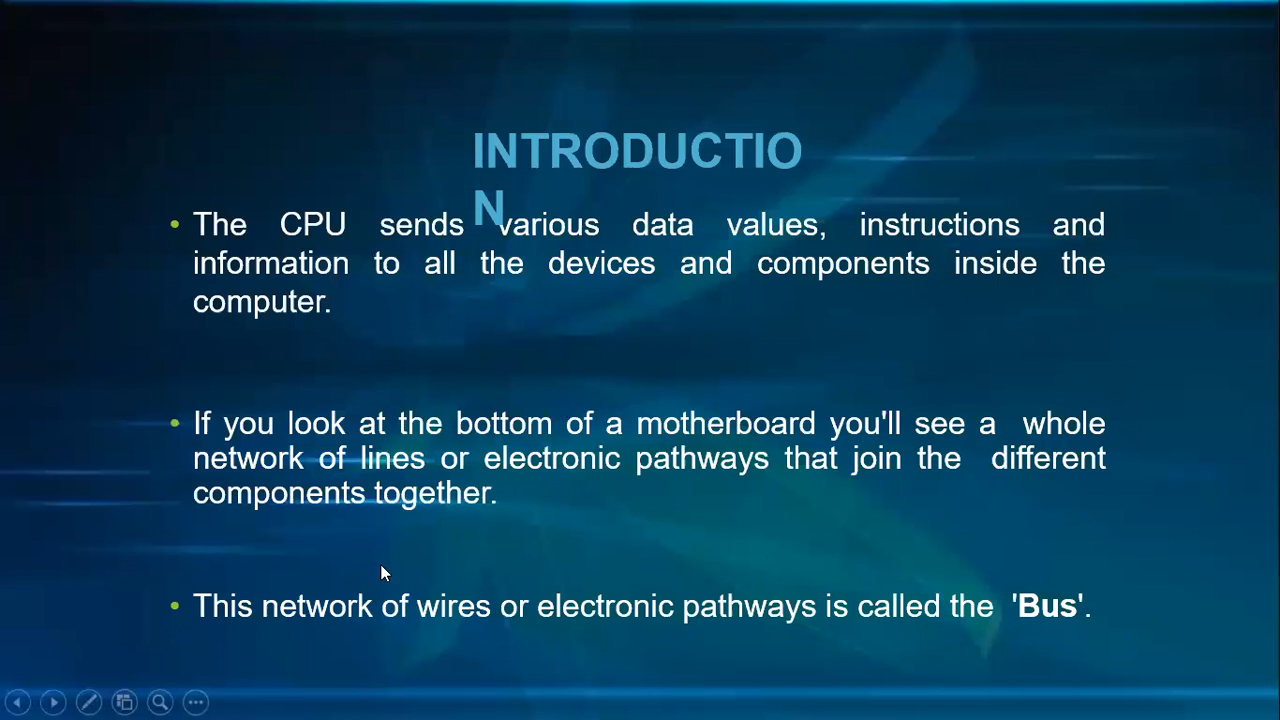 INTRODUCTIO
N
• The CPU sends various data values, instructions and
information to all the devices and components inside the
computer.
• If you look at the bottom of a motherboard you'll see a whole
network of lines or electronic pathways that join the different
components together.
• This network of wires or electronic pathways is called the 'Bus'.